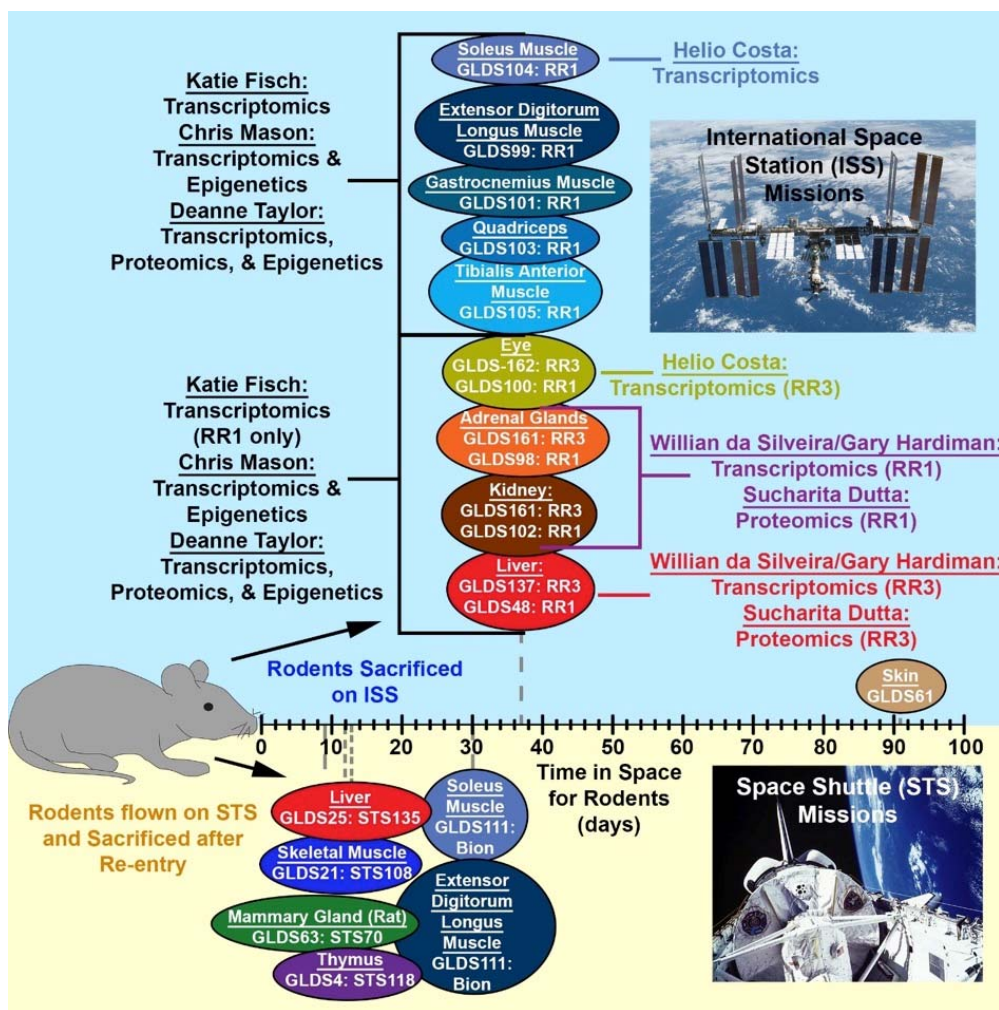 Katie Fisch:
Transcriptomics
Chris Mason:
Transcriptomics &
Epigenetics
Deanne Taylor:
Transcriptomics,
Proteomics, & Epigenetics
Soleus Muscle
GLDS104: RR1
Extensor Digitorum
Longus Muscle
GLDS99: RR1
Gastrocnemius Muscle
GLDS101: RR1
Quadriceps
GLDS103: RR1
Tibialis Anterior
Muscle
GLDS105: RR1
Helio Costa:
Transcriptomics
International Space
Station (ISS)
Missions
Katie Fisch:
Transcriptomics
(RR1 only)
Chris Mason:
Transcriptomics &
Epigenetics
Deanne Taylor:
Transcriptomics,
Proteomics, & Epigenetics
Eye
GLDS-162: RR3
GLDS100: RR1
Adrenal Glands
GLDS161: RR3
GLDS98: RR1
Kidney:
GLDS161: RR3
GLDS102: RR1
Liver:
GLDS137: RR3
GLDS48: RR1
Helio Costa:
Transcriptomics (RR3)
Willian da Silveira/Gary Hardiman:
Transcriptomics (RR1)
Sucharita Dutta:
Proteomics (RR1)
Willian da Silveira/Gary Hardiman:
Transcriptomics (RR3)
Sucharita Dutta:
Proteomics (RR3)
Rodents Sacrificed
on ISS
Skin
GLDS61
0 10 20 30 40 50 60 70 80 90 100
Time in Space
for Rodents
(days)
Rodents flown on STS
and Sacrificed after
Re-entry
Liver
GLDS25: STS135
Skeletal Muscle
GLDS21: STS108
Mammary Gland (Rat)
GLDS63: STS70
Thymus
GLDS4: STS118
Soleus
Muscle
GLDS111:
Bion
Extensor
Digitorum
Longus
Muscle
GLDS111:
Bion
Space Shuttle (STS)
Missions